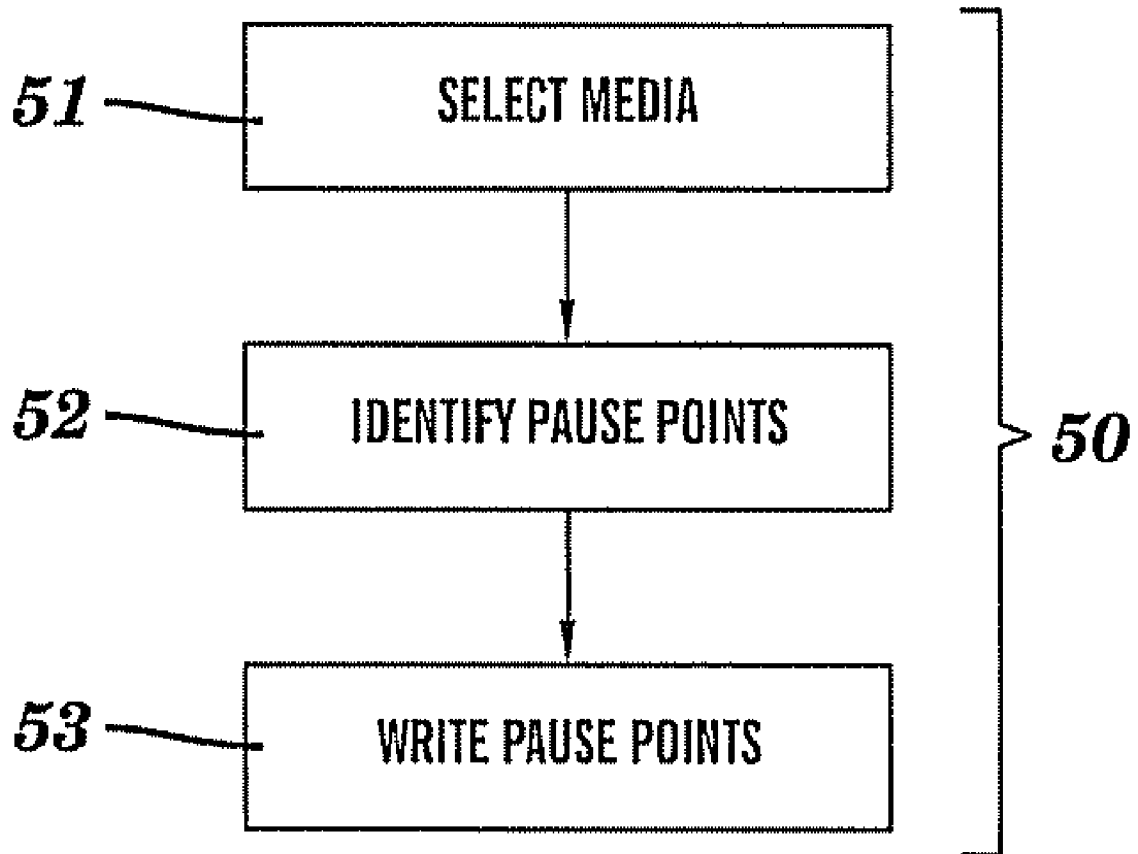 51
SELECT MEDIA
52
IDENTIFY PAUSE POINTS
50
53
WRITE PAUSE POINTS